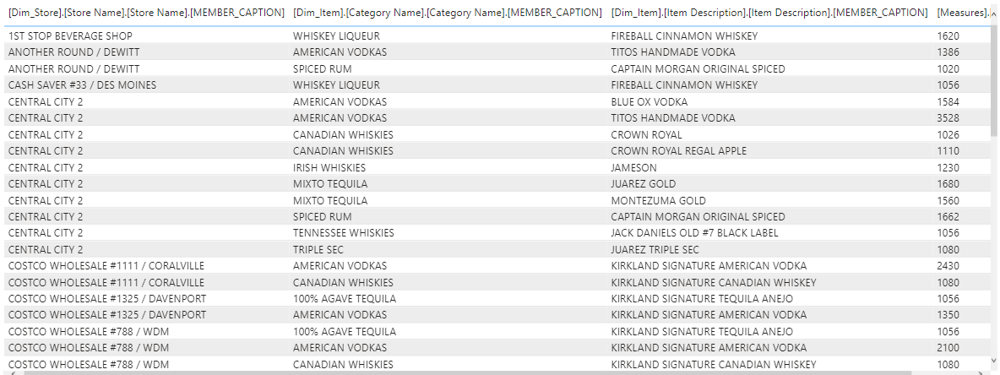 [Dim_Store].[Store Name].[Store Name].[MEMBER_CAPTION] [Dim_Item].[Category Name].[Category Name].[MEMBER_CAPTION] [Dim_Item].[Item Description].[Item Description].[MEMBER_CAPTION] [Measures].
1ST STOP BEVERAGE SHOP WHISKEY LIQUEUR FIREBALL CINNAMON WHISKEY 1620
ANOTHER ROUND / DEWITT AMERICAN VODKAS TITOS HANDMADE VODKA 1386
ANOTHER ROUND / DEWITT SPICED RUM CAPTAIN MORGAN ORIGINAL SPICED 1020
CASH SAVER #33 / DES MOINES WHISKEY LIQUEUR FIREBALL CINNAMON WHISKEY 1056
CENTRAL CITY 2 AMERICAN VODKAS BLUE OX VODKA 1584
CENTRAL CITY 2 AMERICAN VODKAS TITOS HANDMADE VODKA 3528
CENTRAL CITY 2 CANADIAN WHISKIES CROWN ROYAL 1026
CENTRAL CITY 2 CANADIAN WHISKIES CROWN ROYAL REGAL APPLE 1110
CENTRAL CITY 2 IRISH WHISKIES JAMESON 1230
CENTRAL CITY 2 MIXTO TEQUILA JUAREZ GOLD 1680
CENTRAL CITY 2 MIXTO TEQUILA MONTEZUMA GOLD 1560
CENTRAL CITY 2 SPICED RUM CAPTAIN MORGAN ORIGINAL SPICED 1662
CENTRAL CITY 2 TENNESSEE WHISKIES JACK DANIELS OLD #7 BLACK LABEL 1056
CENTRAL CITY 2 TRIPLE SEC JUAREZ TRIPLE SEC 1080
COSTCO WHOLESALE #1111 / CORALVILLE AMERICAN VODKAS KIRKLAND SIGNATURE AMERICAN VODKA 2430
COSTCO WHOLESALE #1111 / CORALVILLE CANADIAN WHISKIES KIRKLAND SIGNATURE CANADIAN WHISKEY 1080
COSTCO WHOLESALE #1325 / DAVENPORT 100% AGAVE TEQUILA KIRKLAND SIGNATURE TEQUILA ANEJO 1056
COSTCO WHOLESALE #1325 / DAVENPORT AMERICAN VODKAS KIRKLAND SIGNATURE AMERICAN VODKA 1350
COSTCO WHOLESALE #788 / WDM 100% AGAVE TEQUILA KIRKLAND SIGNATURE TEQUILA ANEJO 1056
COSTCO WHOLESALE #788 / WDM AMERICAN VODKAS KIRKLAND SIGNATURE AMERICAN VODKA 2100
COSTCO WHOLESALE #788 / WDM CANADIAN WHISKIES KIRKLAND SIGNATURE CANADIAN WHISKEY 1080